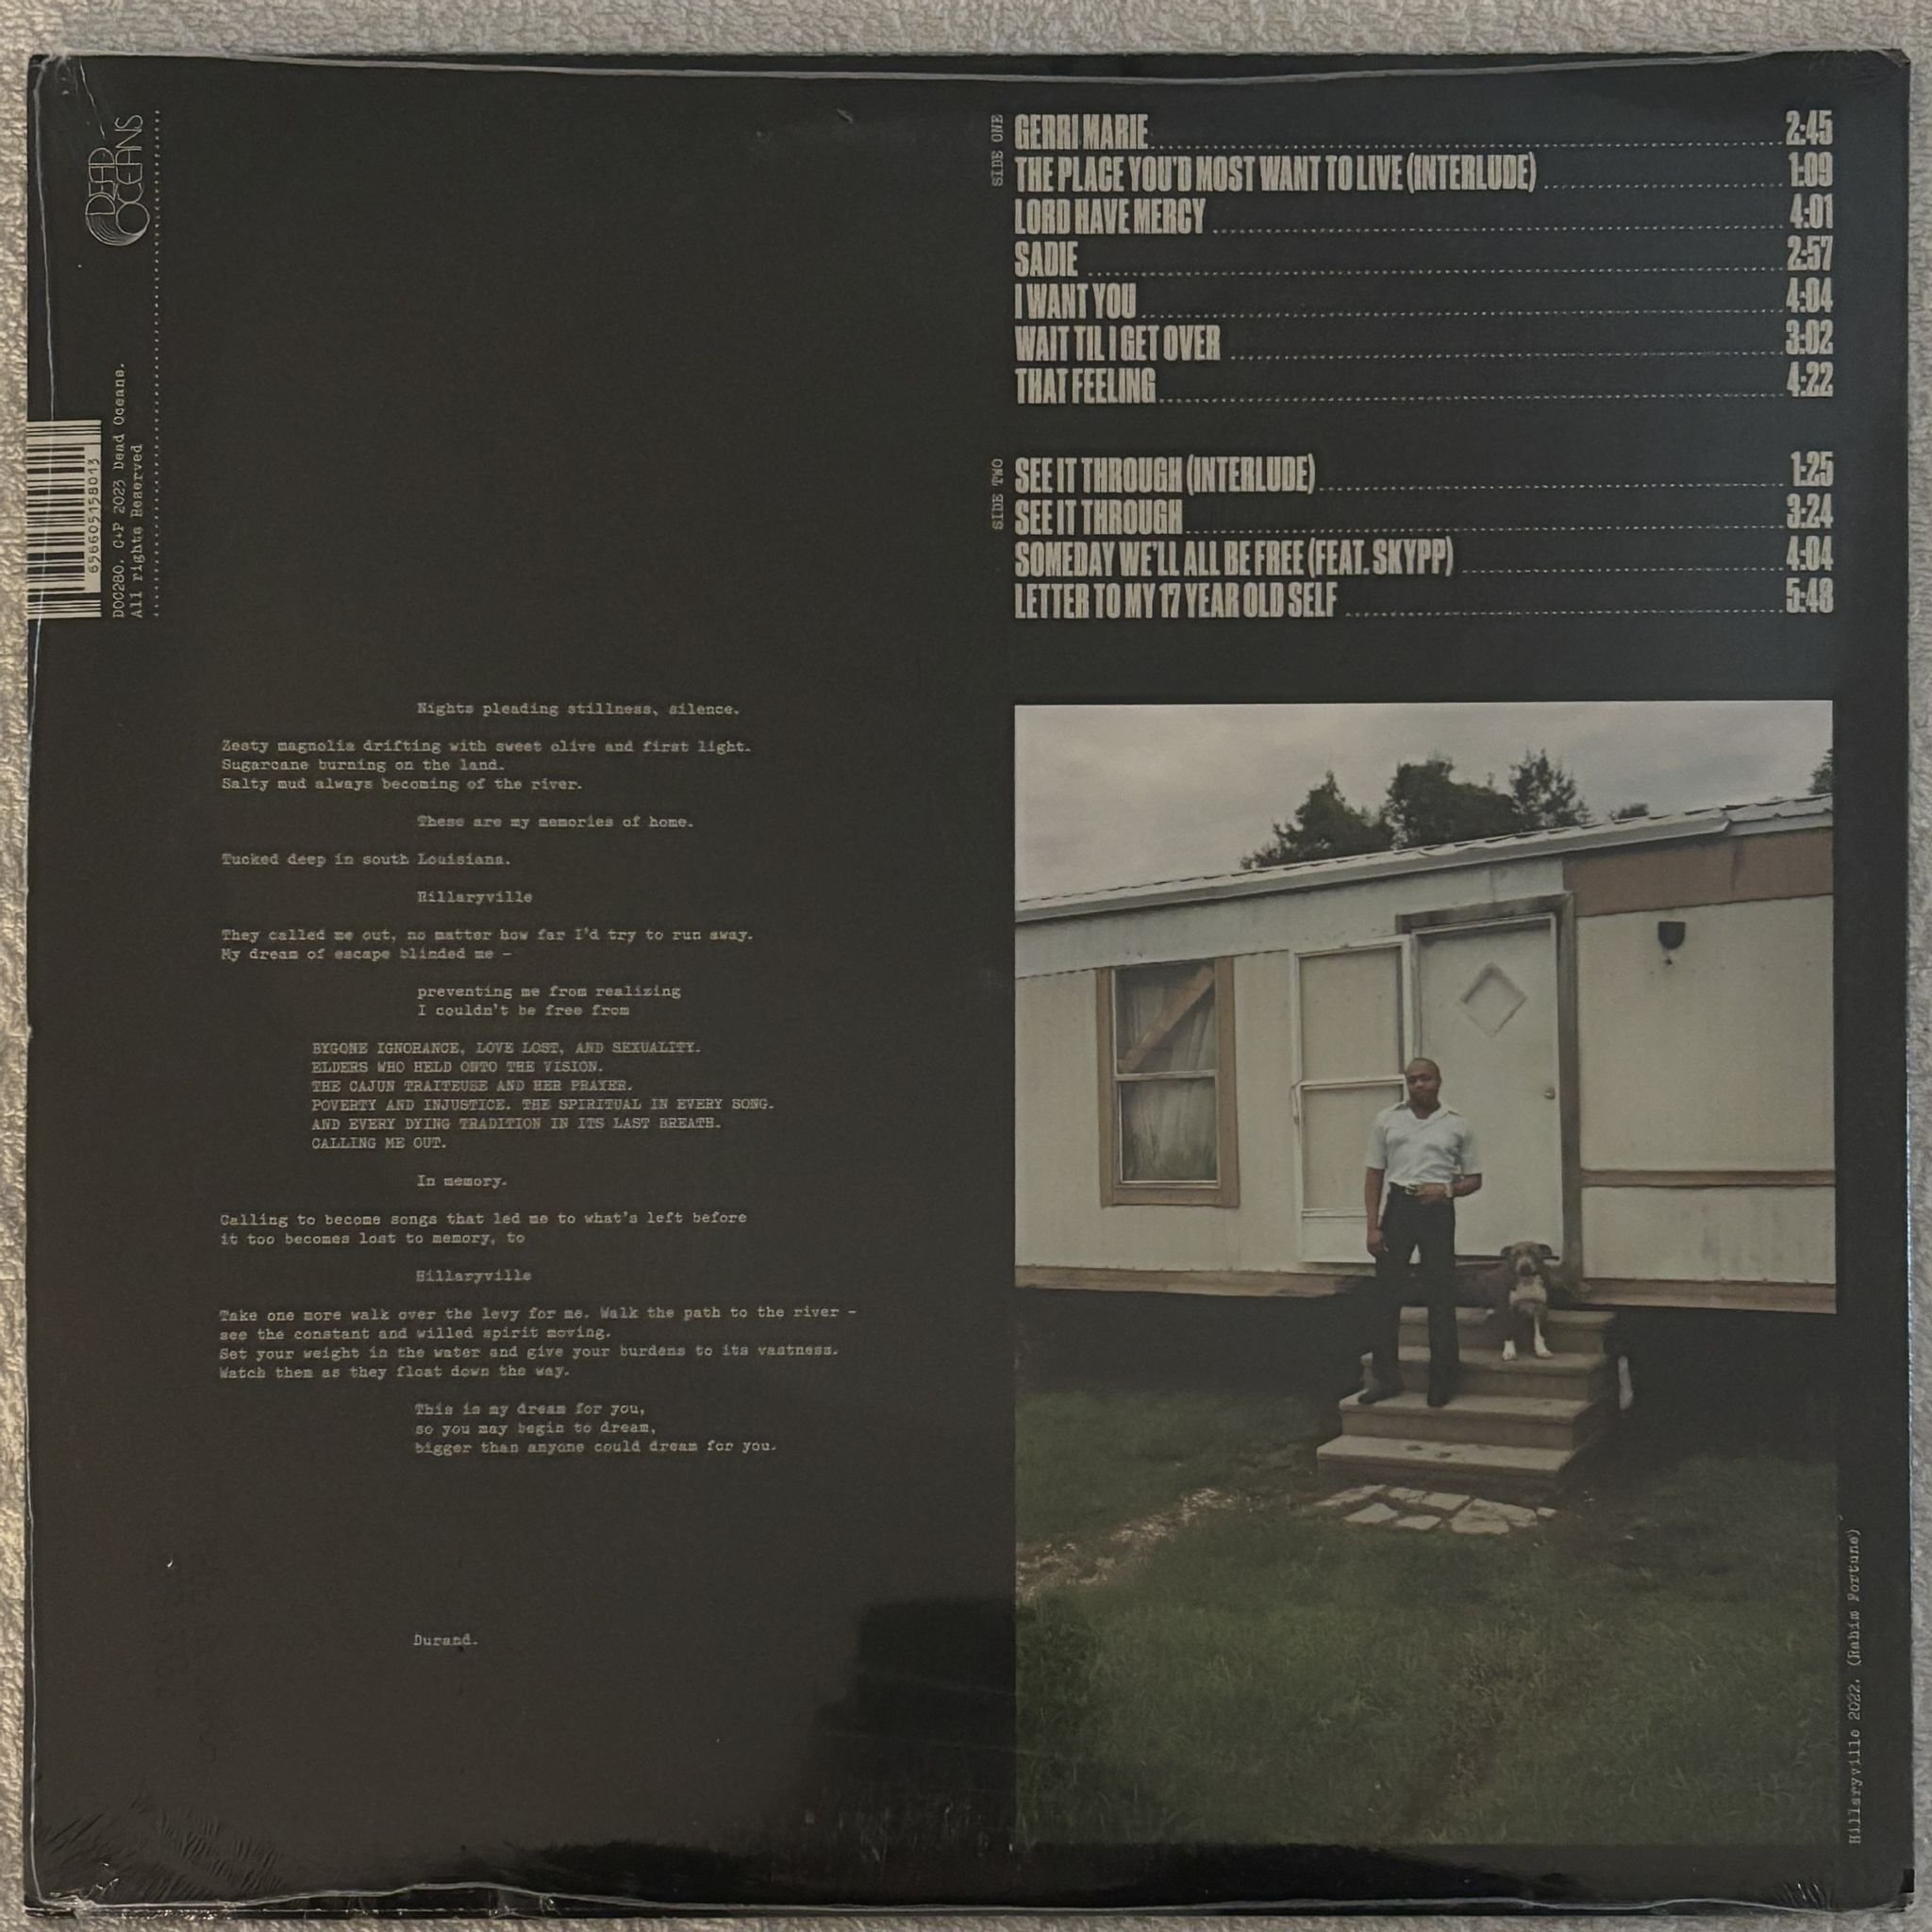 DEAD
OCEANS
656605158013
DOC280. C+P 2023 Dead Oceans.
All rights Reserved
SIDE ONE
GERRI MARIE 2:45
THE PLACE YOU'D MOST WANT TO LIVE (INTERLUDE) 1:09
LORD HAVE MERCY 4:01
SADIE 2:57
I WANT YOU 4:04
WAIT TIL I GET OVER 3:02
THAT FEELING 4:22
SIDE TWO
SEE IT THROUGH (INTERLUDE) 1:25
SEE IT THROUGH 3:24
SOMEDAY WE'LL ALL BE FREE (FEAT. SKYPP) 4:04
LETTER TO MY 17 YEAR OLD SELF 5:48
Nights pleading stillness, silence.
Zesty magnolia drifting with sweet olive and first light.
Sugarcane burning on the land.
Salty mud always becoming of the river.
These are my memories of home.
Tucked deep in south Louisiana.
Hillaryville
They called me out, no matter how far I'd try to run away.
My dream of escape blinded me –
preventing me from realizing
I couldn't be free from
BYGONE IGNORANCE, LOVE LOST, AND SEXUALITY.
ELDERS WHO HELD ONTO THE VISION.
THE CAJUN TRAITEUSE AND HER PRAYER.
POVERTY AND INJUSTICE. THE SPIRITUAL IN EVERY SONG.
AND EVERY DYING TRADITION IN ITS LAST BREATH.
CALLING ME OUT.
In memory.
Calling to become songs that led me to what's left before
it too becomes lost to memory, to
Hillaryville
Take one more walk over the levy for me. Walk the path to the river –
see the constant and willed spirit moving.
Set your weight in the water and give your burdens to its vastness.
Watch them as they float down the way.
This is my dream for you,
so you may begin to dream,
bigger than anyone could dream for you.
Durand.
Hillaryville 2022. (Rahim Fortune)